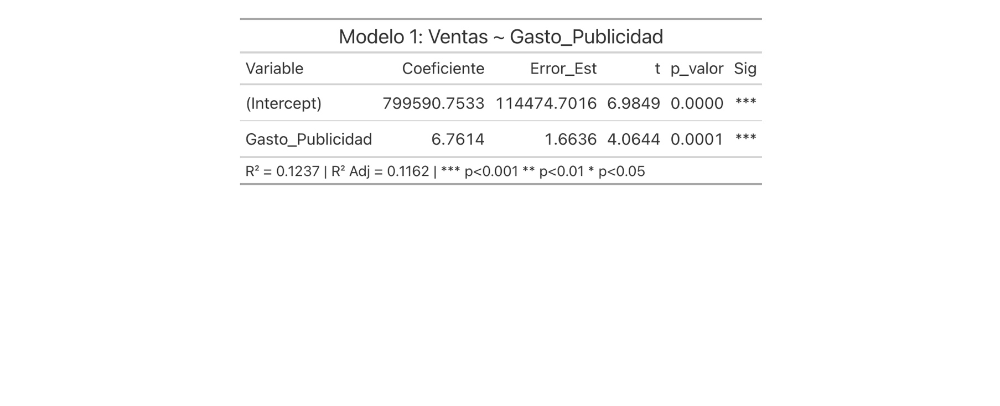 Modelo 1: Ventas ~ Gasto_Publicidad
Variable Coeficiente Error_Est t p_valor Sig
(Intercept) 799590.7533 114474.7016 6.9849 0.0000 ***
Gasto_Publicidad 6.7614 1.6636 4.0644 0.0001 ***
R² = 0.1237 | R² Adj = 0.1162 | *** p<0.001 ** p<0.01 * p<0.05